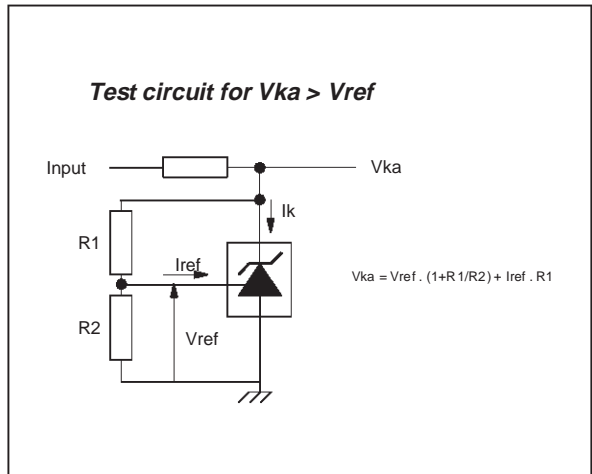 Test circuit for Vka > Vref
Input
Vka
Ik
R1
Iref
Vka = Vref . (1+R1/R2) + Iref . R1
R2
Vref